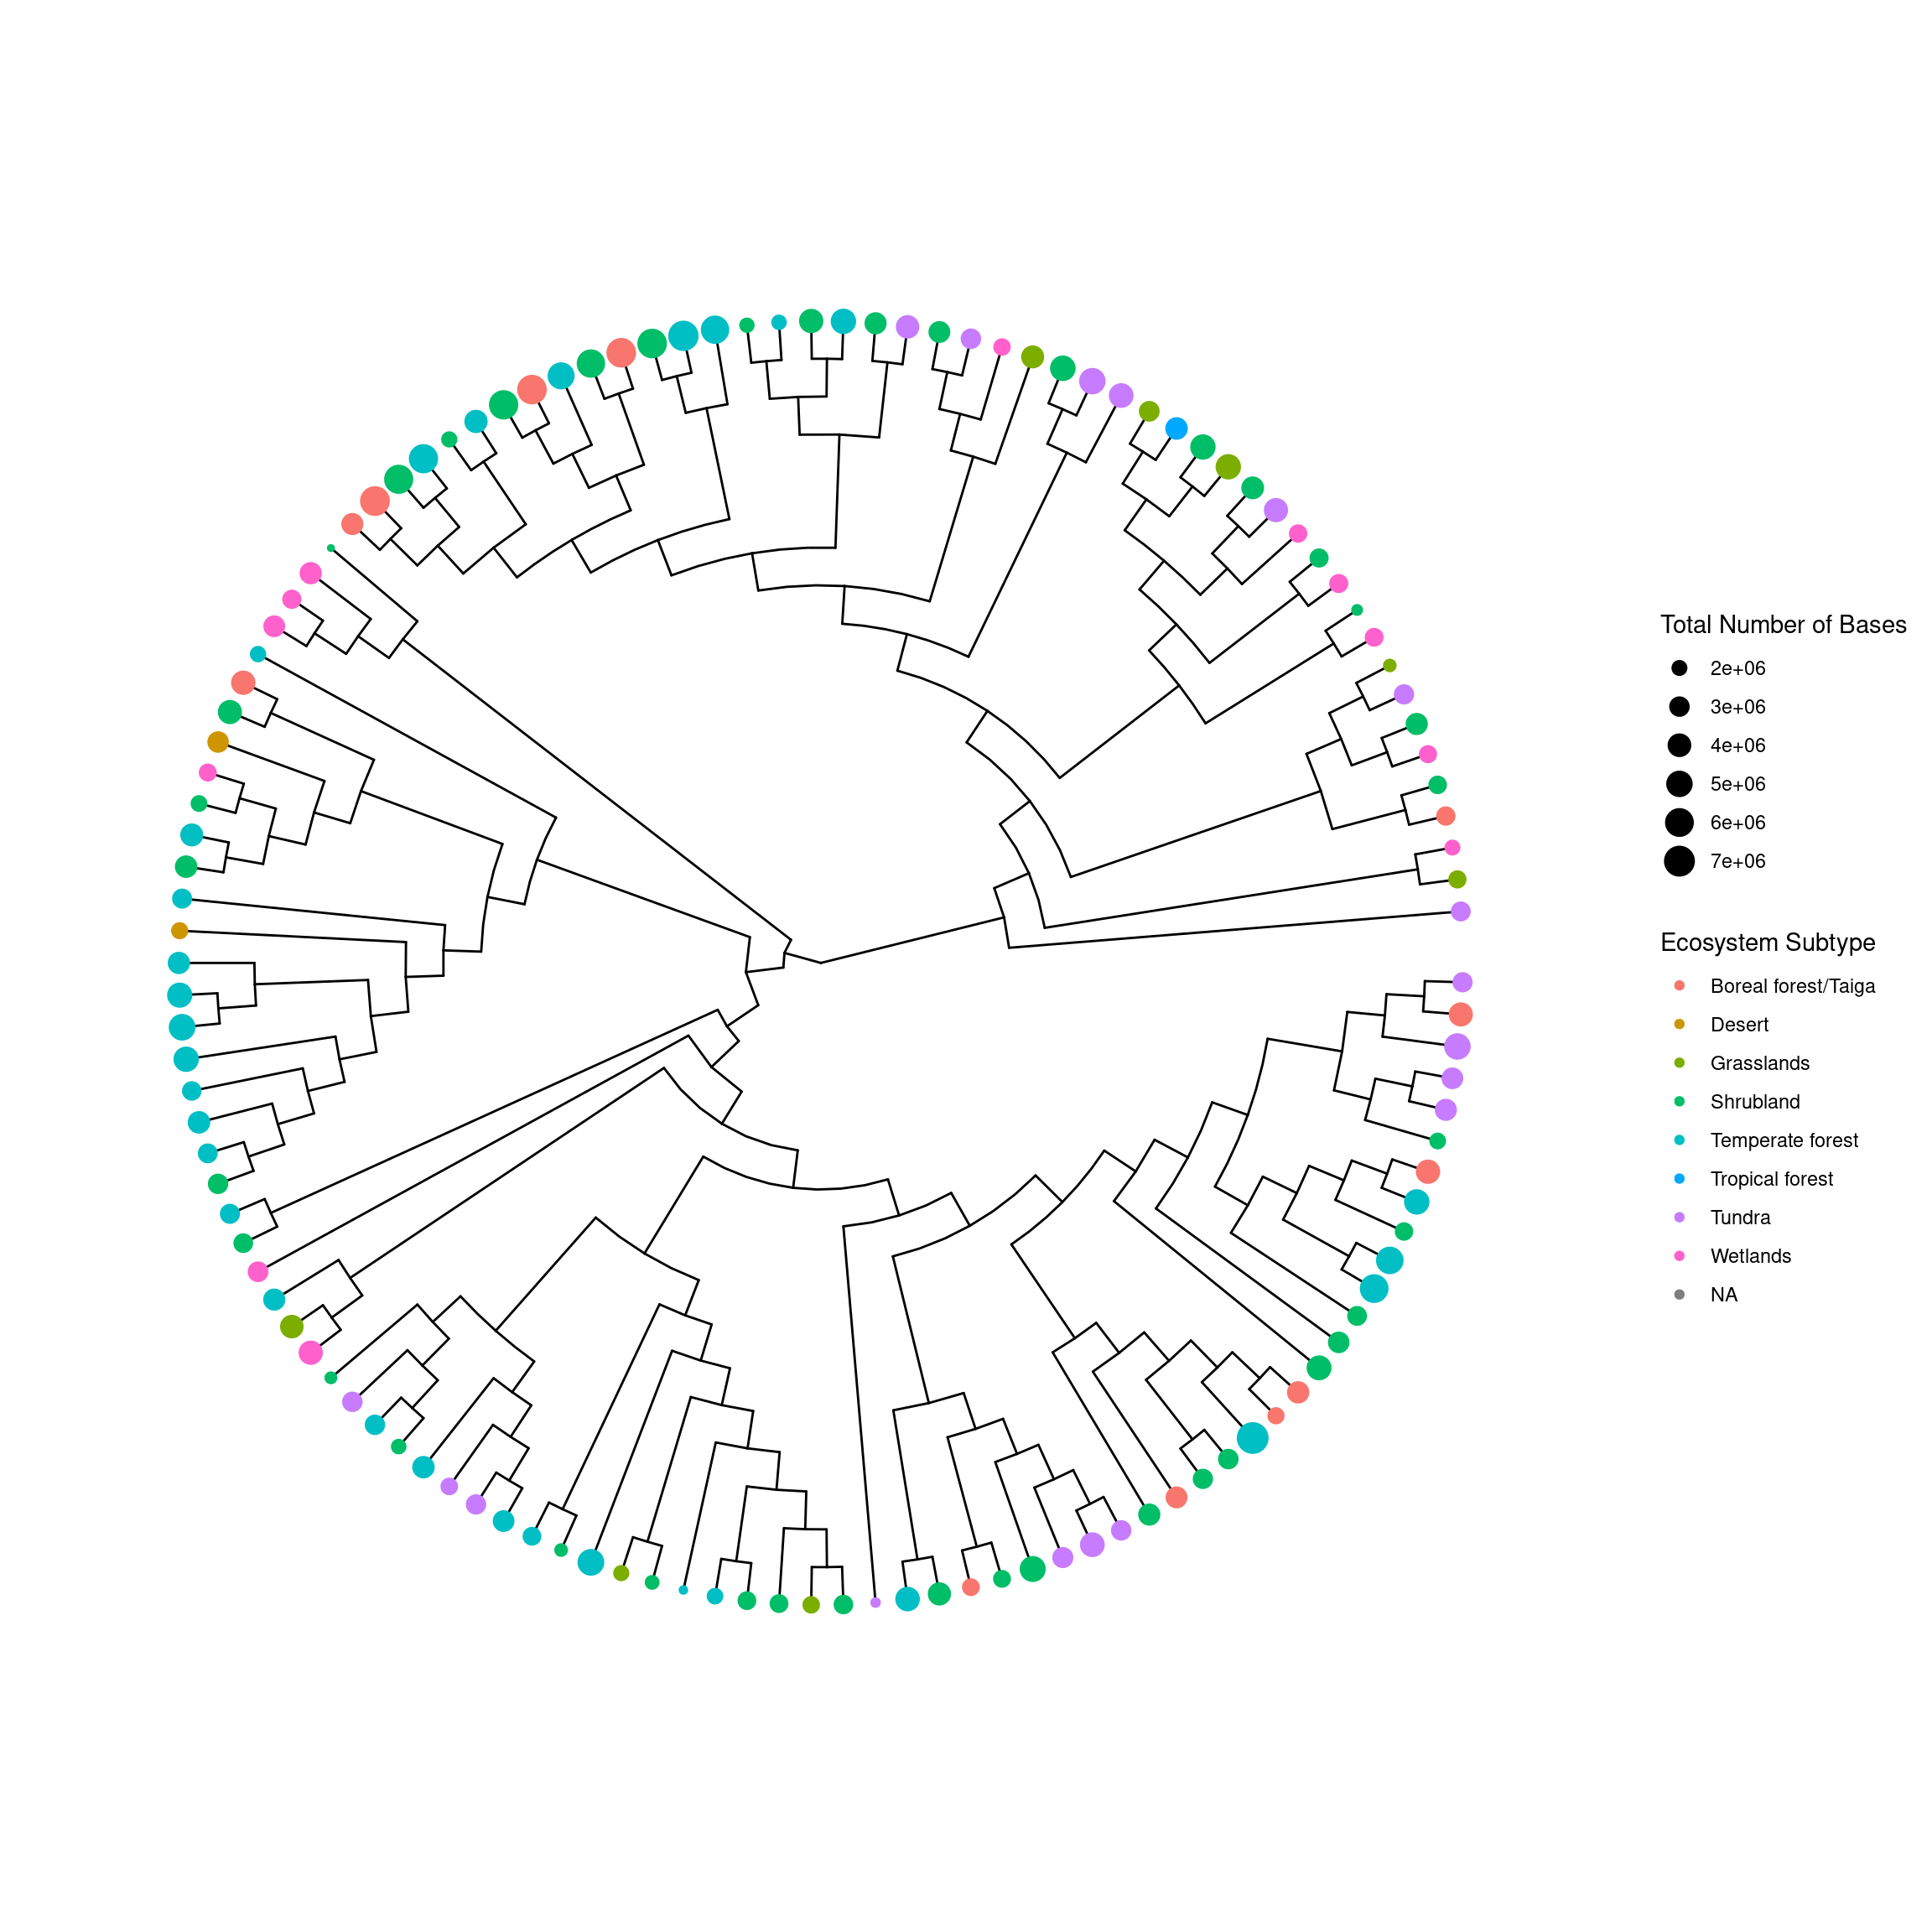 Total Number of Bases
2e+06
3e+06
4e+06
5e+06
6e+06
7e+06
Ecosystem Subtype
Boreal forest/Taiga
Desert
Grasslands
Shrubland
Temperate forest
Tropical forest
Tundra
Wetlands
NA